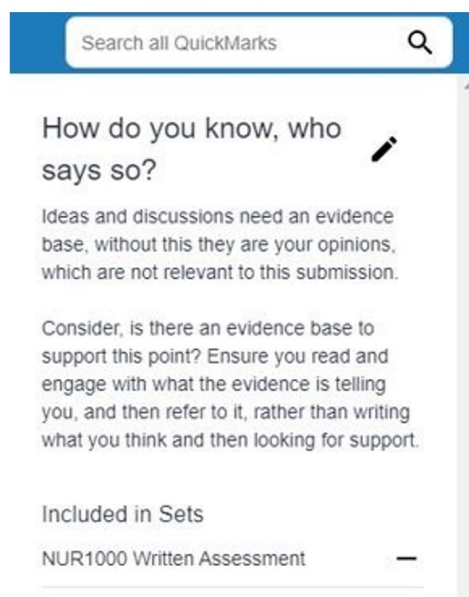 Search all QuickMarks
How do you know, who
says so?
Ideas and discussions need an evidence
base, without this they are your opinions,
which are not relevant to this submission.
Consider, is there an evidence base to
support this point? Ensure you read and
engage with what the evidence is telling
you, and then refer to it, rather than writing
what you think and then looking for support.
Included in Sets
NUR1000 Written Assessment